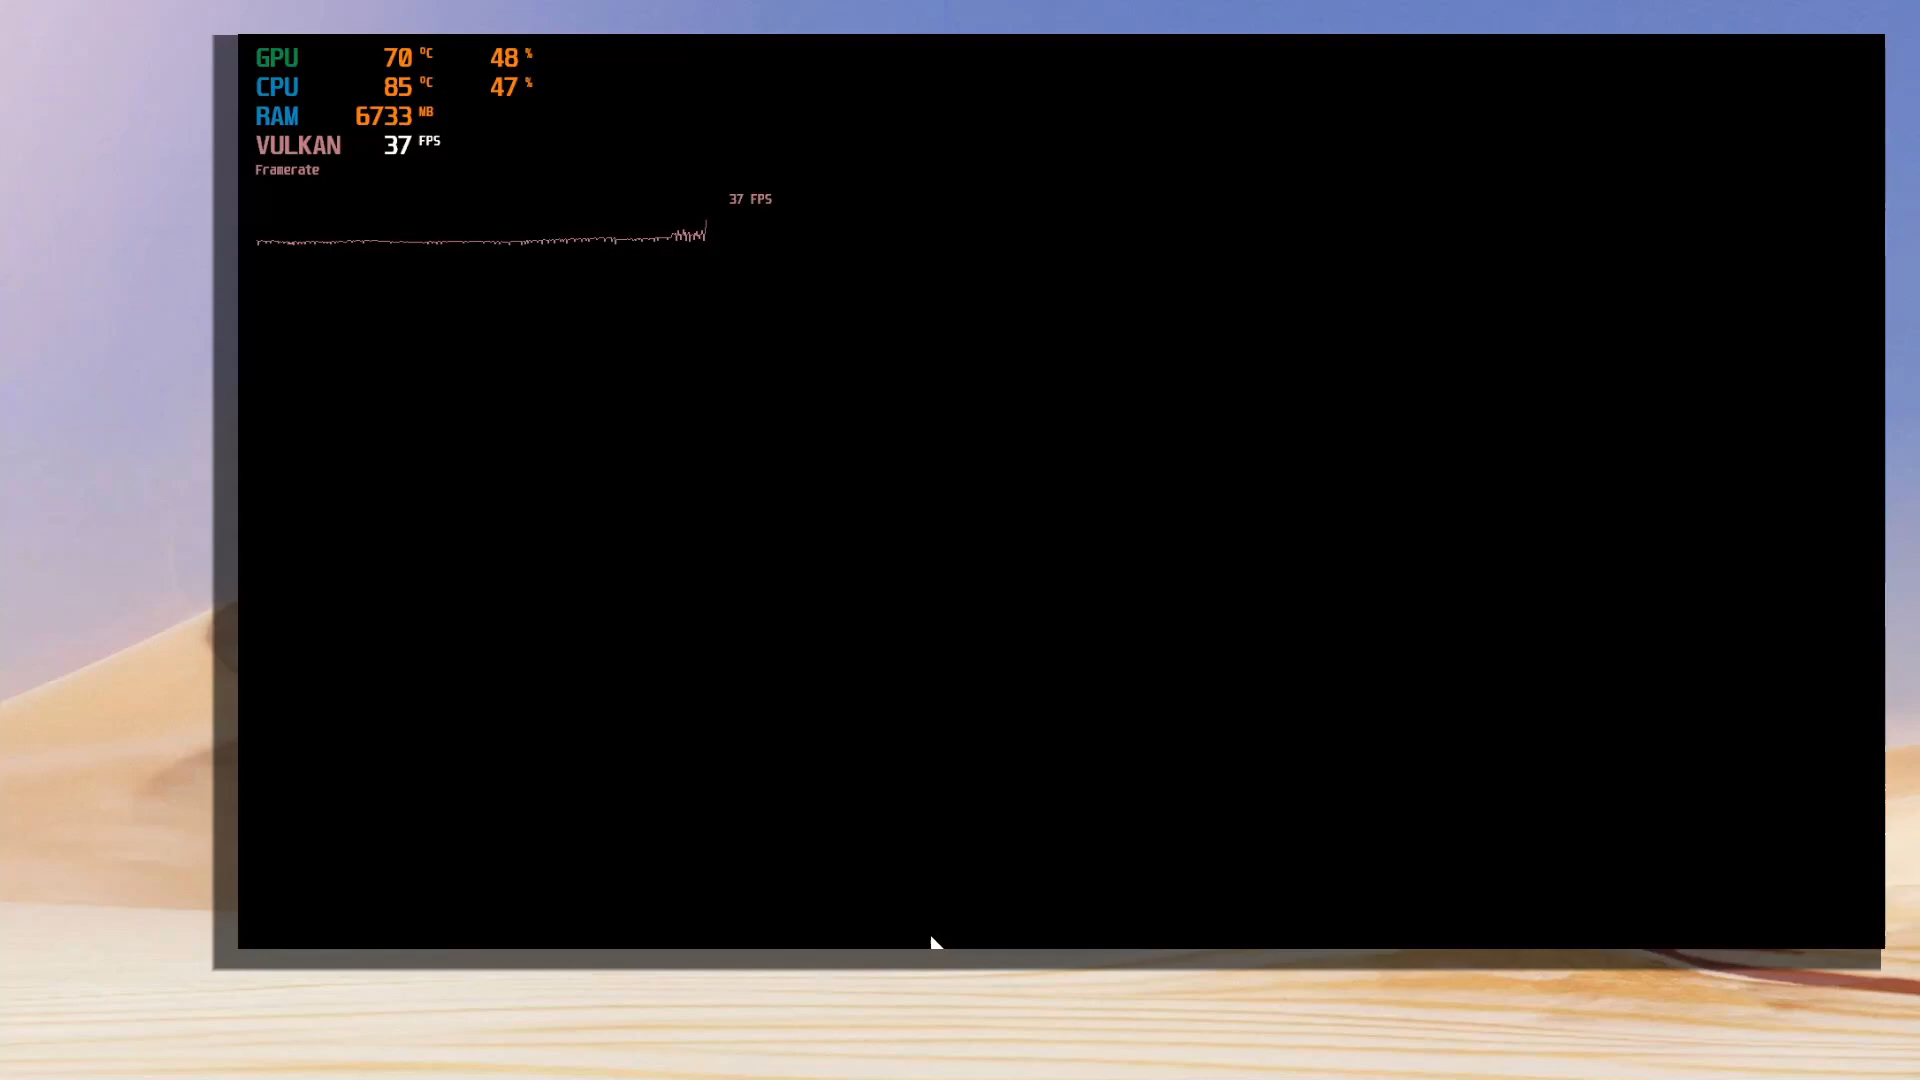 GPU 70 °C 48 %
CPU 85 °C 47 %
RAM 6733 MB
VULKAN 37 FPS
Framerate
37 FPS